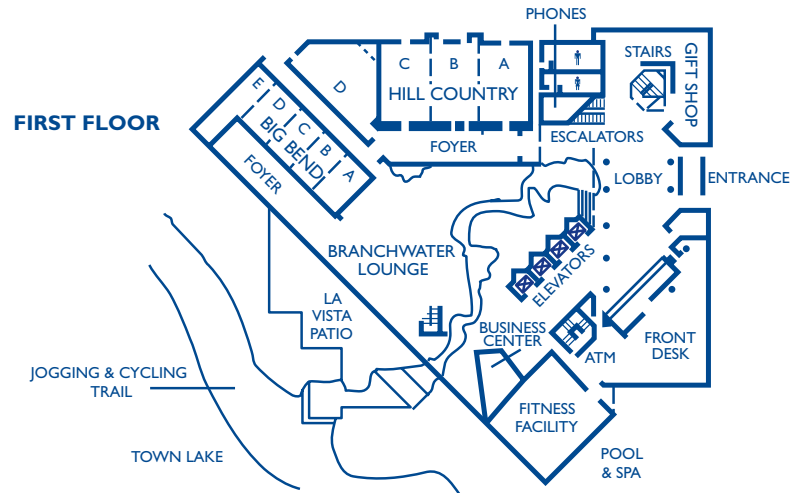 PHONES
STAIRS
GIFT SHOP
C
B
A
HILL COUNTRY
D
E
D
C
B
A
BIG BEND
FOYER
FIRST FLOOR
FOYER
ESCALATORS
LOBBY
ENTRANCE
BRANCHWATER
LOUNGE
ELEVATORS
LA
VISTA
PATIO
BUSINESS
CENTER
ATM
FRONT
DESK
JOGGING & CYCLING
TRAIL
FITNESS
FACILITY
TOWN LAKE
POOL
& SPA